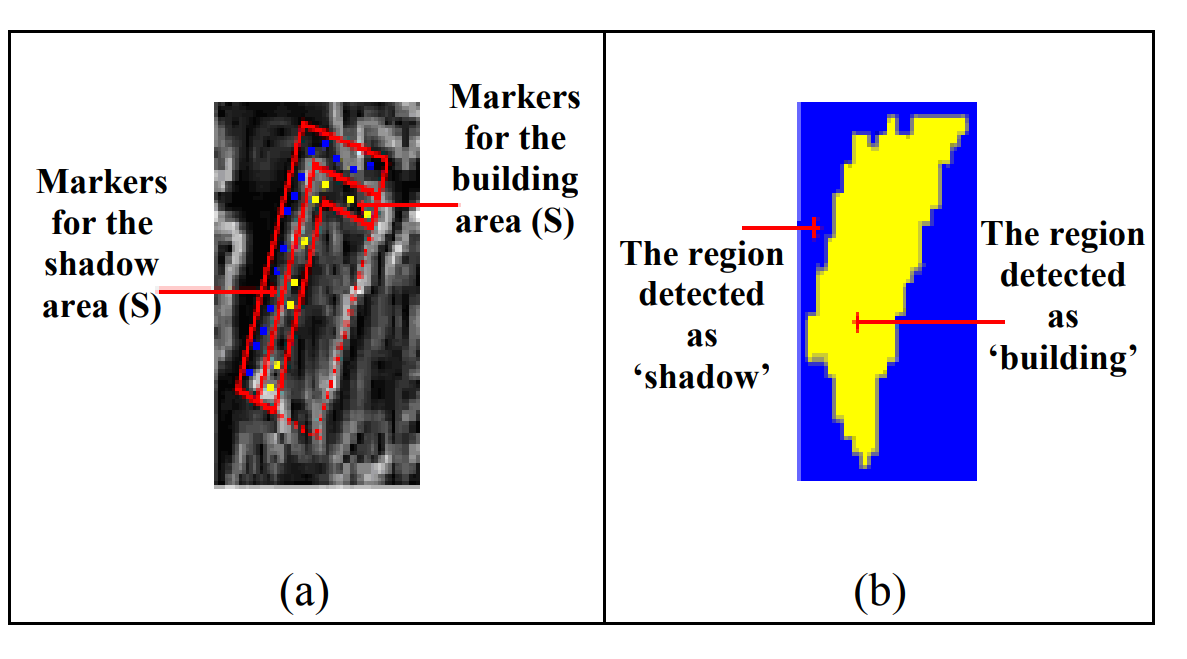 Markers
for the
shadow
area (S)
Markers
for the
building
area (S)
(a)
The region
detected
as
‘shadow’
The region
detected
as
‘building’
(b)